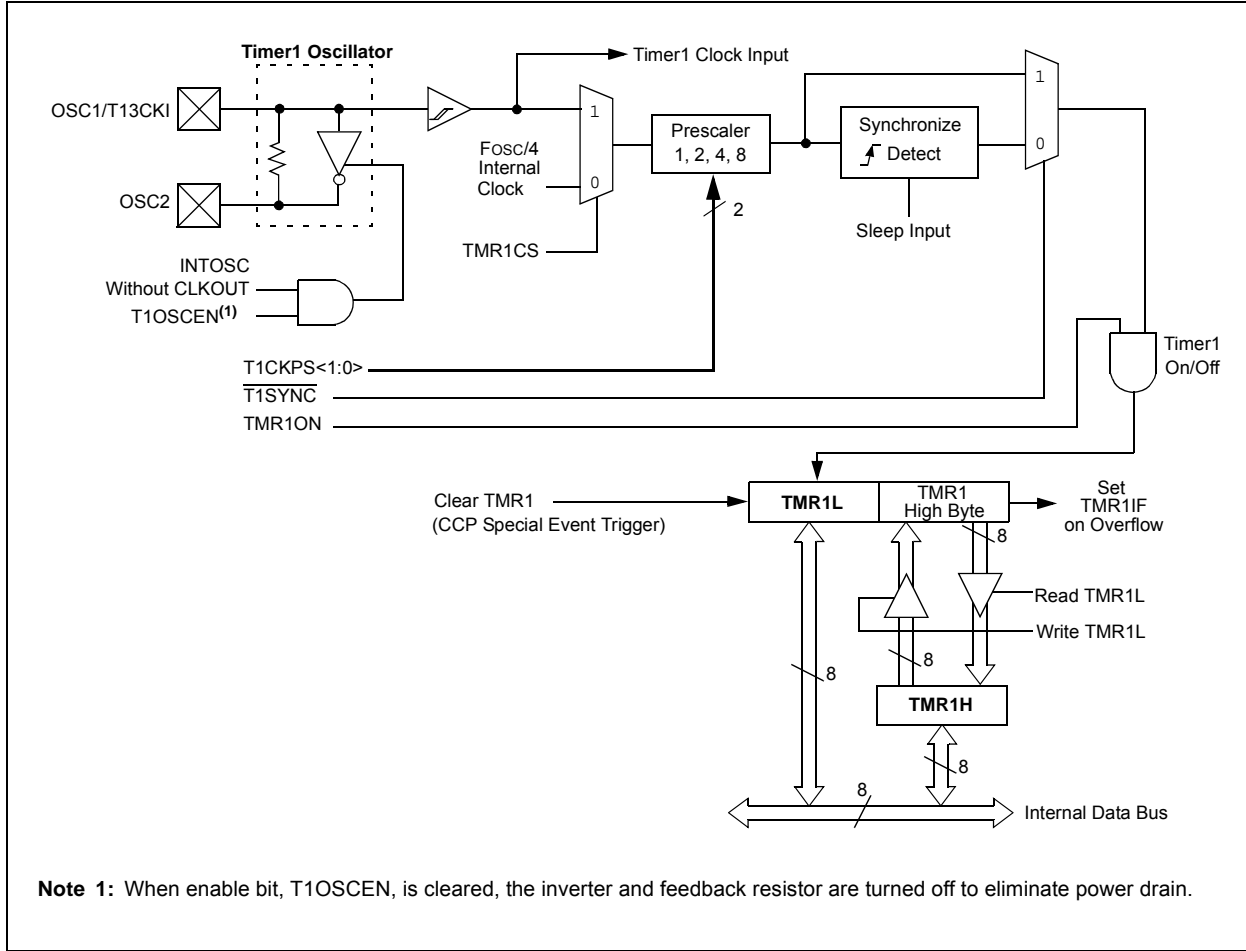 Timer1 Oscillator
Timer1 Clock Input
OSC1/T13CKI
1
FOSC/4
Internal
Clock
0
Prescaler
1, 2, 4, 8
Synchronize
Detect
1
0
OSC2
2
Sleep Input
TMR1CS
INTOSC
Without CLKOUT
T1OSCEN(1)
Timer1
On/Off
T1CKPS<1:0>
T1SYNC
TMR1ON
Clear TMR1
(CCP Special Event Trigger)
TMR1L
TMR1
High Byte
Set
TMR1IF
on Overflow
8
Read TMR1L
Write TMR1L
8
8
TMR1H
8
8
Internal Data Bus
Note 1: When enable bit, T1OSCEN, is cleared, the inverter and feedback resistor are turned off to eliminate power drain.